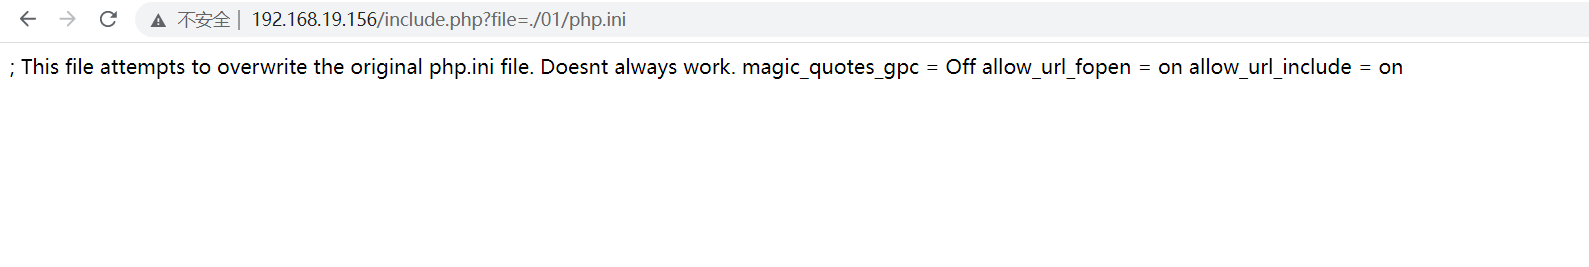 不安全 | 192.168.19.156/include.php?file=./01/php.ini
; This file attempts to overwrite the original php.ini file. Doesnt always work. magic_quotes_gpc = Off allow_url_fopen = on allow_url_include = on